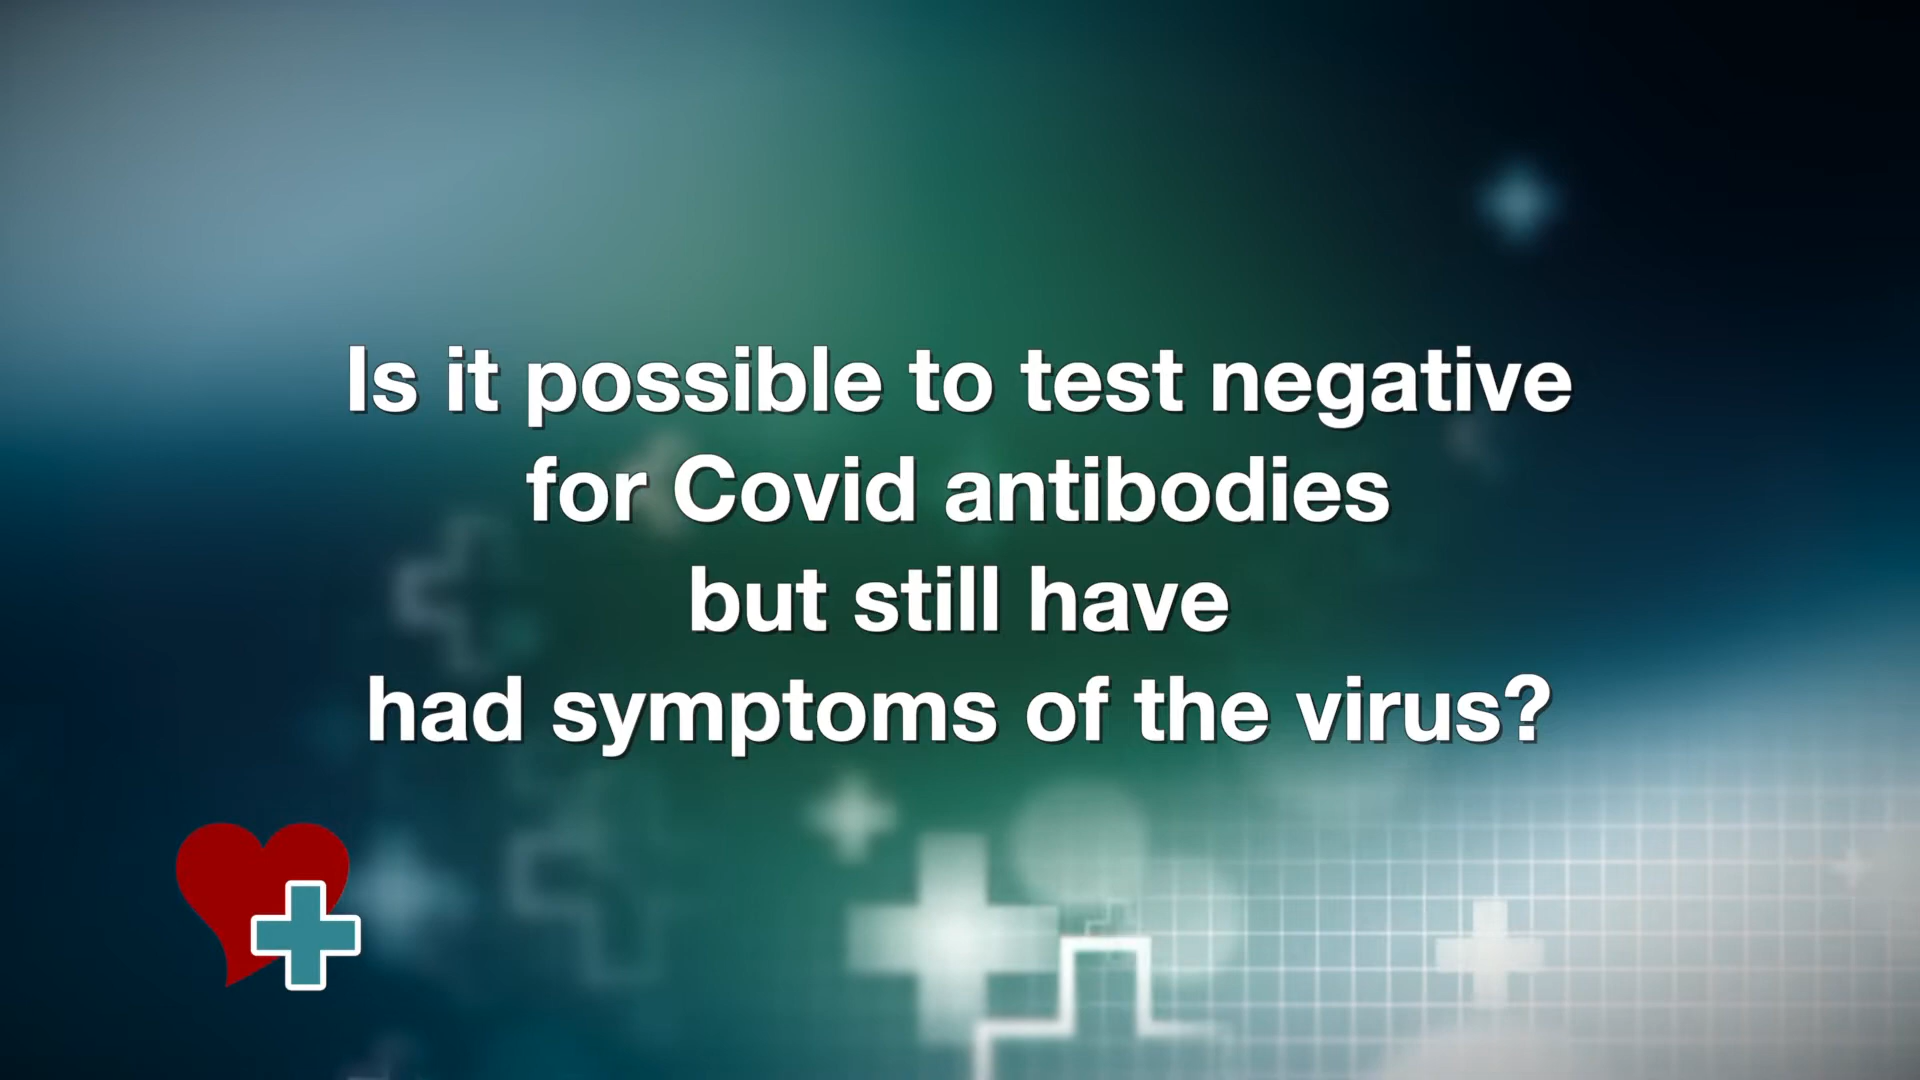 Is it possible to test negative
for Covid antibodies
but still have
had symptoms of the virus?